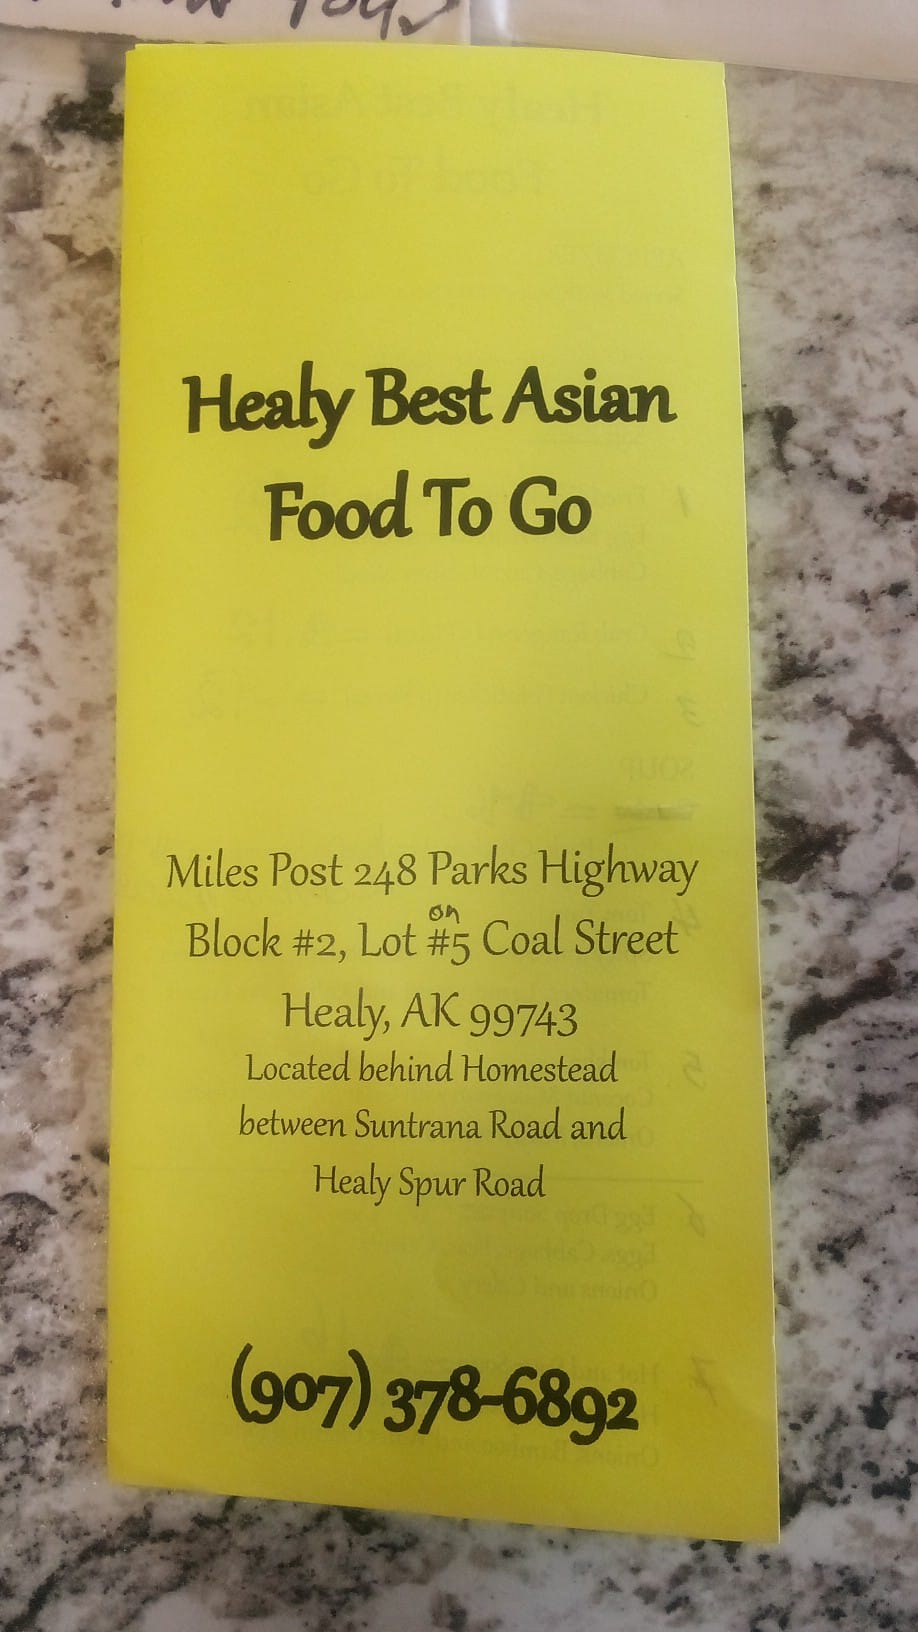 Healy Best Asian
Food To Go
Miles Post 248 Parks Highway
on
Block #2, Lot #5 Coal Street
Healy, AK 99743
Located behind Homestead
between Suntrana Road and
Healy Spur Road
(907) 378-6892